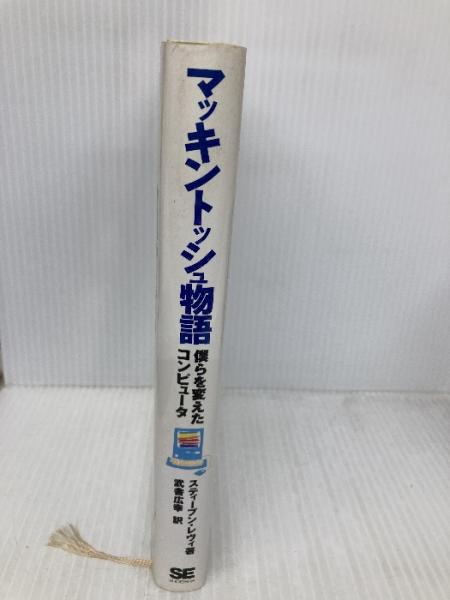 マッキントッシュ物語
僕らを変えた
コンピュータ
スティーブン・レヴィ著
武舎広幸 訳
SE
SHOEISHA